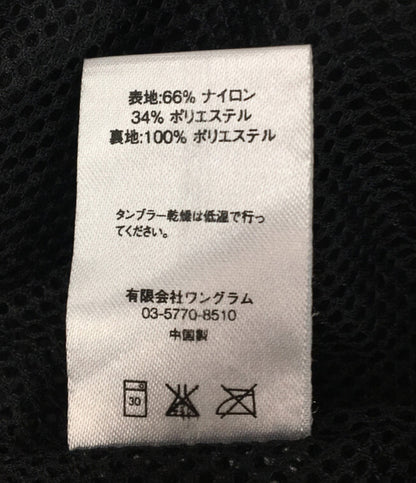 表地:66% ナイロン
34% ポリエステル
裏地:100% ポリエステル
タンブラー乾燥は低温で行っ
てください。
有限会社ワングラム
03-5770-8510
中国製
30